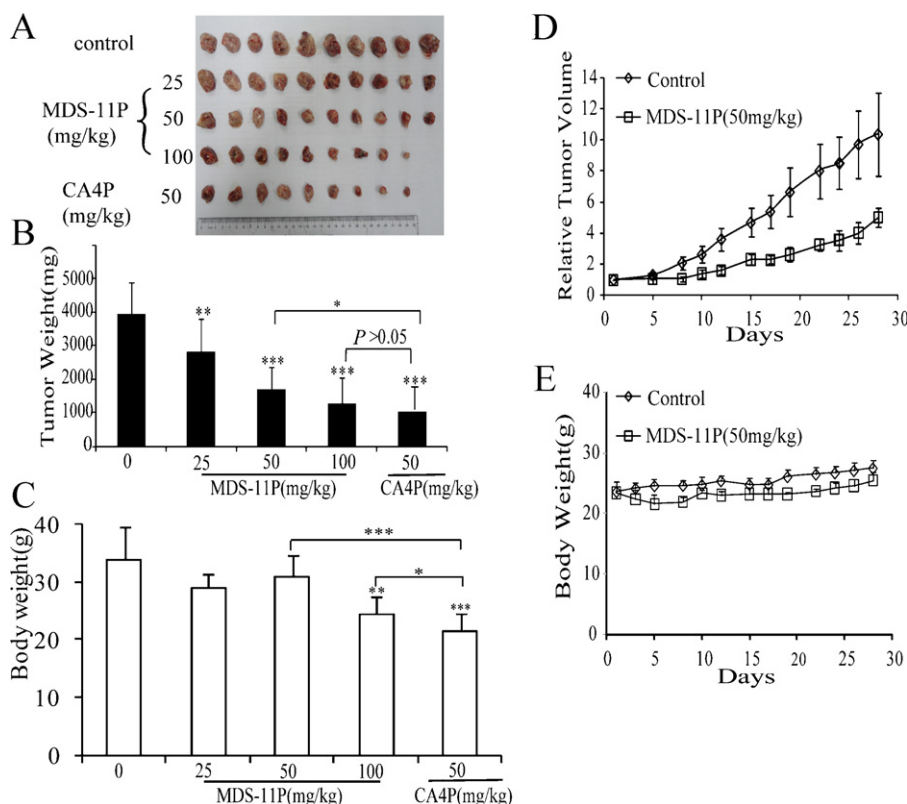 A
control
MDS-11P
(mg/kg)
25
50
100
CA4P
(mg/kg)
50
B
Tumor Weight(mg)
5000
4000
3000
2000
1000
0
**
***
***
***
*
P >0.05
0 25 50 100 50
MDS-11P(mg/kg) CA4P(mg/kg)
C
Body weight(g)
40
30
20
10
0
***
*
**
***
0 25 50 100 50
MDS-11P(mg/kg) CA4P(mg/kg)
D
Relative Tumor Volume
14
12
10
8
6
4
2
0
Control
MDS-11P(50mg/kg)
0 5 10 15 20 25 30
Days
E
Body Weight(g)
40
30
20
10
0
Control
MDS-11P(50mg/kg)
0 5 10 15 20 25 30
Days